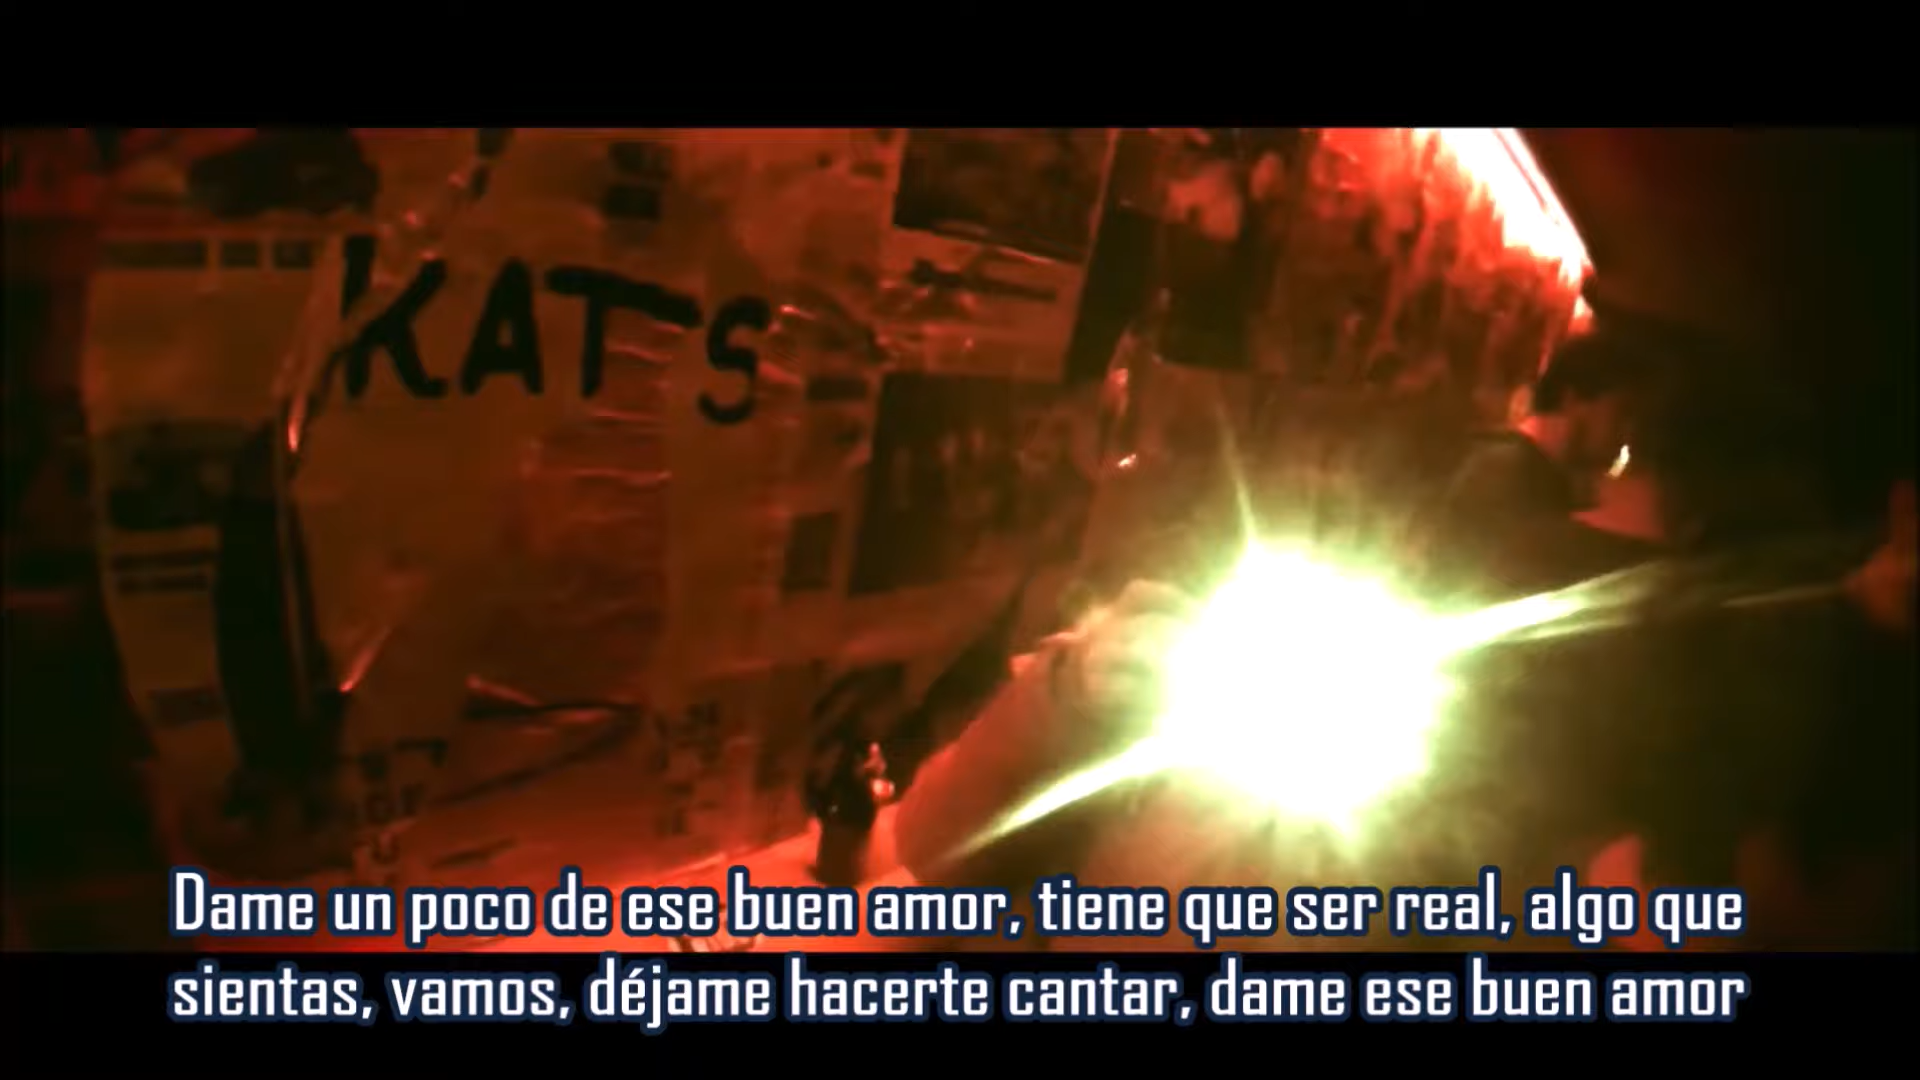 KATS
Dame un poco de ese buen amor, tiene que ser real, algo que
sientas, vamos, déjame hacerte cantar, dame ese buen amor